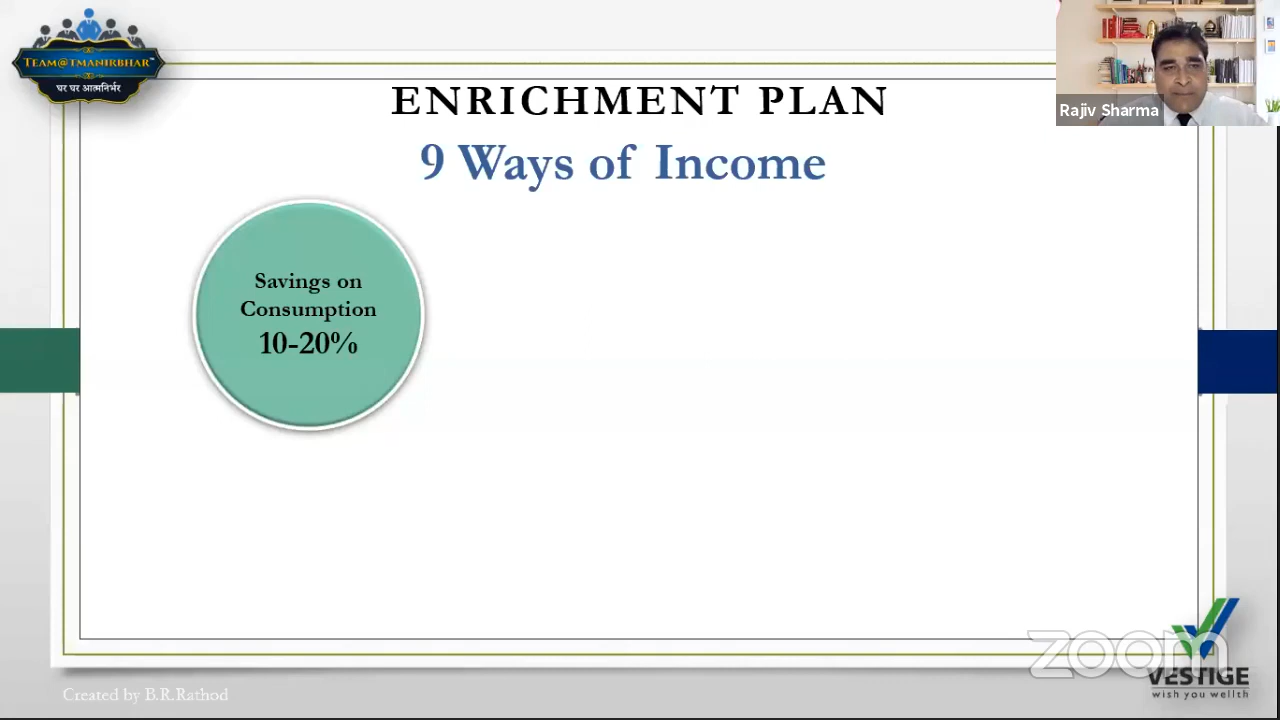 TEAM@TMANIRBHAR™
घर घर आत्मनिर्भर
ENRICHMENT PLAN
9 Ways of Income
Rajiv Sharma
Savings on
Consumption
10-20%
zoom
VESTIGE
wish you wellth
Created by B.R.Rathod